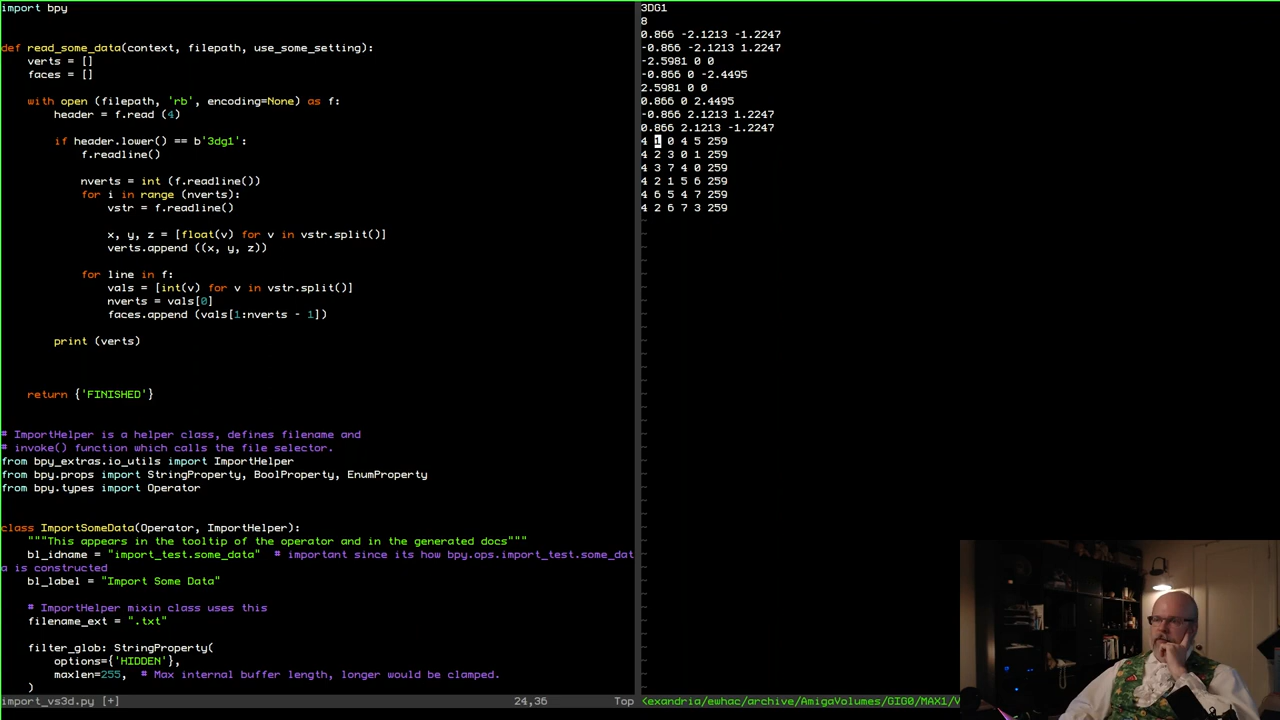 import bpy
def read_some_data(context, filepath, use_some_setting):
verts = []
faces = []
with open (filepath, 'rb', encoding=None) as f:
header = f.read (4)
if header.lower() == b'3dg1':
f.readline()
nverts = int (f.readline())
for i in range (nverts):
vstr = f.readline()
x, y, z = [float(v) for v in vstr.split()]
verts.append ((x, y, z))
for line in f:
vals = [int(v) for v in vstr.split()]
nverts = vals[0]
faces.append (vals[1:nverts - 1])
print (verts)
return {'FINISHED'}
# ImportHelper is a helper class, defines filename and
# invoke() function which calls the file selector.
from bpy_extras.io_utils import ImportHelper
from bpy.props import StringProperty, BoolProperty, EnumProperty
from bpy.types import Operator
class ImportSomeData(Operator, ImportHelper):
"""This appears in the tooltip of the operator and in the generated docs"""
bl_idname = "import_test.some_data"  # important since its how bpy.ops.import_test.some_dat
a is constructed
bl_label = "Import Some Data"
# ImportHelper mixin class uses this
filename_ext = ".txt"
filter_glob: StringProperty(
options={'HIDDEN'},
maxlen=255,  # Max internal buffer length, longer would be clamped.
)
import_vs3d.py [+] 24,36 Top
3DG1
8
0.866 -2.1213 -1.2247
-0.866 -2.1213 1.2247
-2.5981 0 0
-0.866 0 -2.4495
2.5981 0 0
0.866 0 2.4495
-0.866 2.1213 1.2247
0.866 2.1213 -1.2247
4 1 0 4 5 259
4 2 3 0 1 259
4 3 7 4 0 259
4 2 1 5 6 259
4 6 5 4 7 259
4 2 6 7 3 259
<exandria/ewhac/archive/AmigaVolumes/GIG0/MAX1/V